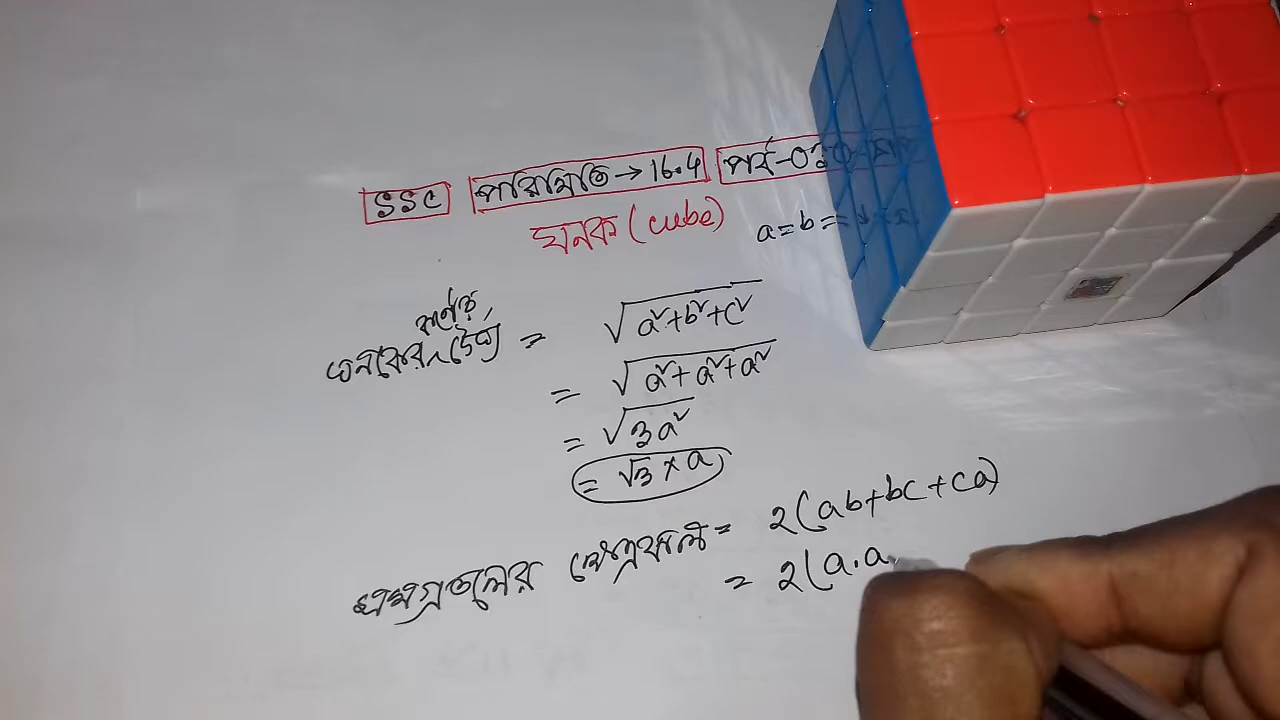 SSC পরিমিতি → 16.4 পর্ব-০১
ঘনক (cube) a = b =
কর্ণের
ঘনকের ^ দৈর্ঘ্য = √a²+b²+c²
= √a²+a²+a²
= √3a²
= √3 × a
সমগ্রতলের ক্ষেত্রফল = 2(ab+bc+ca)
= 2(a.a